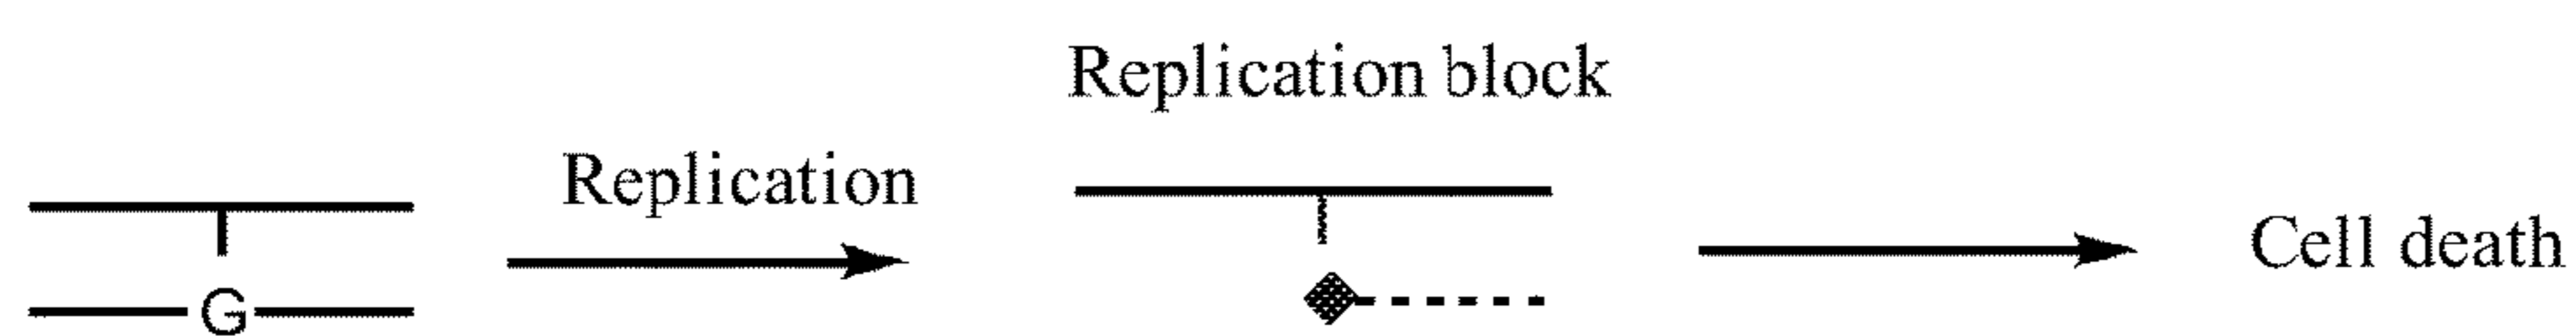 Replication block
Replication
Cell death
G